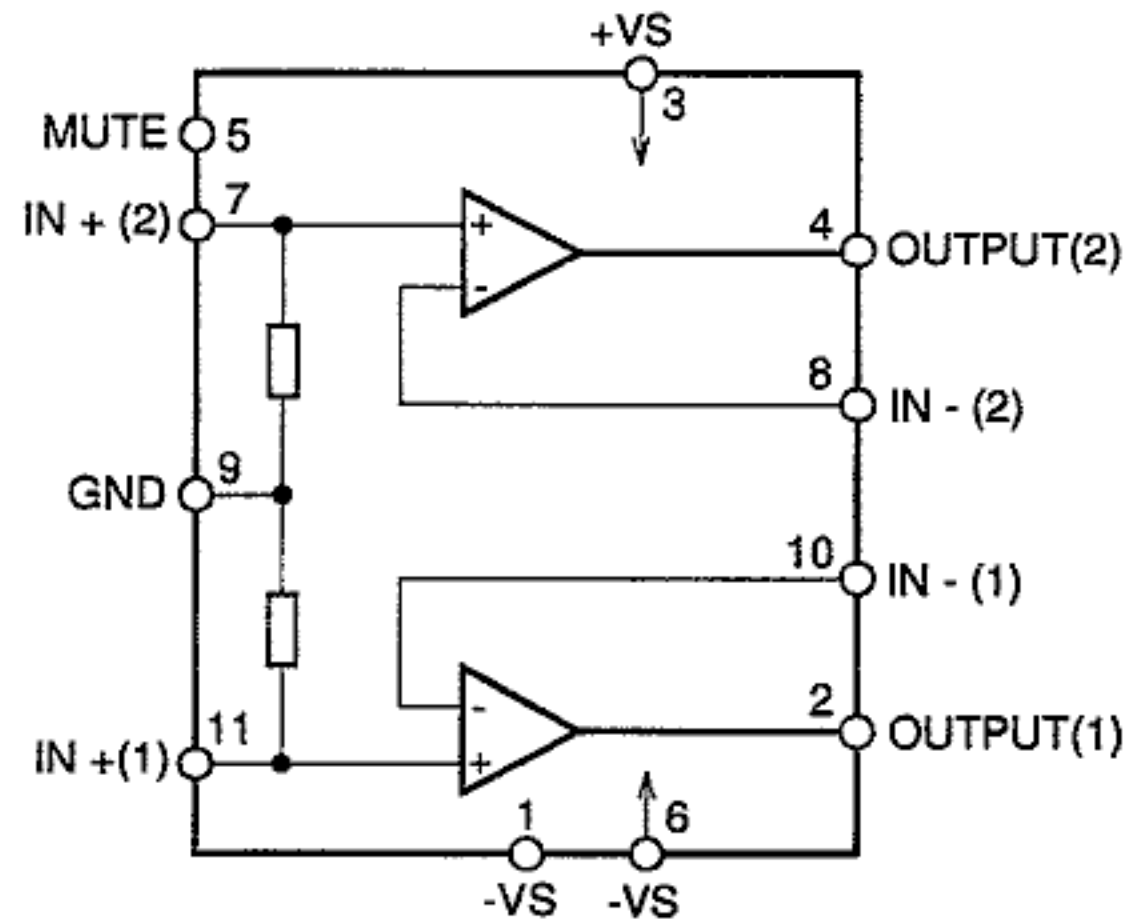 +VS
3
MUTE 5
7
IN + (2)
+
-
4
OUTPUT(2)
8
IN - (2)
9
GND
10
IN - (1)
11
IN +(1)
-
+
2
OUTPUT(1)
1
6
-VS -VS